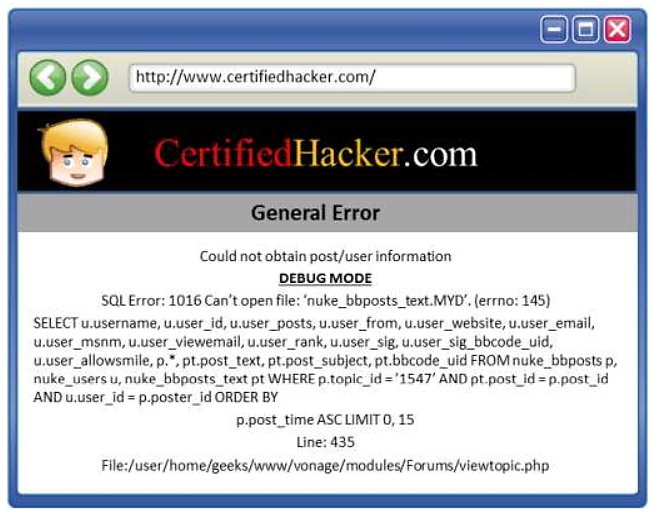 http://www.certifiedhacker.com/
CertifiedHacker.com
General Error
Could not obtain post/user information
DEBUG MODE
SQL Error: 1016 Can't open file: 'nuke_bbposts_text.MYD'. (errno: 145)
SELECT u.username, u.user_id, u.user_posts, u.user_from, u.user_website, u.user_email,
u.user_msnm, u.user_viewemail, u.user_rank, u.user_sig, u.user_sig_bbcode_uid,
u.user_allowsmile, p.*, pt.post_text, pt.post_subject, pt.bbcode_uid FROM nuke_bbposts p,
nuke_users u, nuke_bbposts_text pt WHERE p.topic_id = '1547' AND pt.post_id = p.post_id
AND u.user_id = p.poster_id ORDER BY
p.post_time ASC LIMIT 0, 15
Line: 435
File:/user/home/geeks/www/vonage/modules/Forums/viewtopic.php